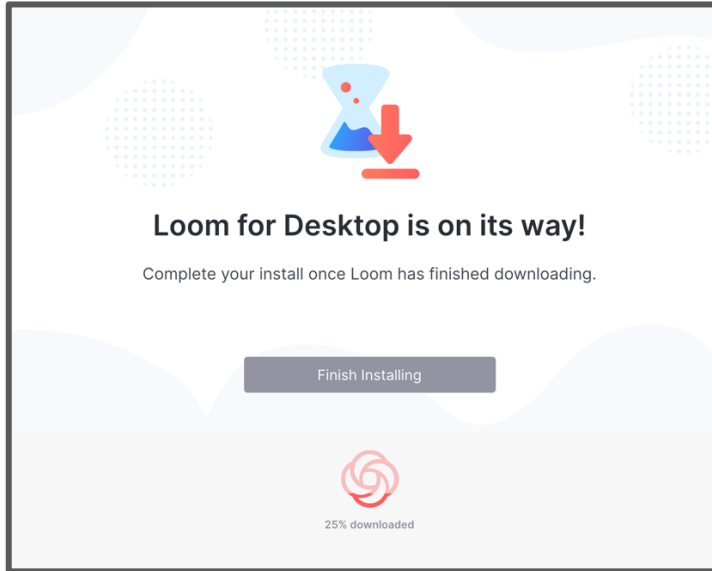 Loom for Desktop is on its way!
Complete your install once Loom has finished downloading.
Finish Installing
25% downloaded